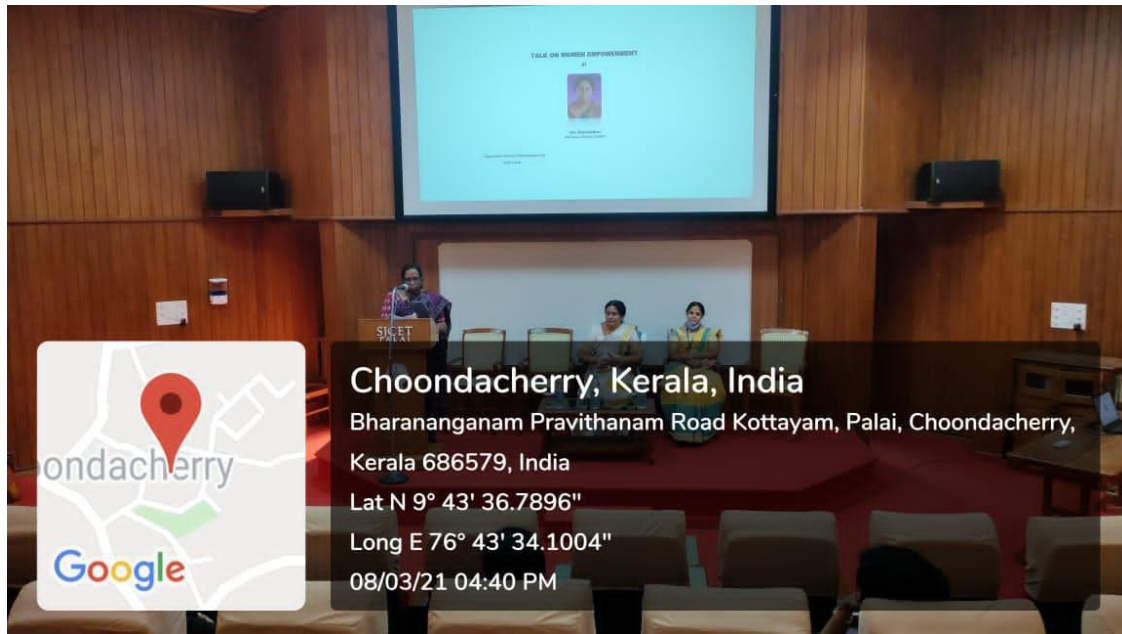 TALK ON WOMEN EMPOWERMENT
SJCET
PALAI
Choondacherry, Kerala, India
Bharananganam Pravithanam Road Kottayam, Palai, Choondacherry,
Kerala 686579, India
Lat N 9° 43' 36.7896"
Long E 76° 43' 34.1004"
08/03/21 04:40 PM
ondacherry
Google